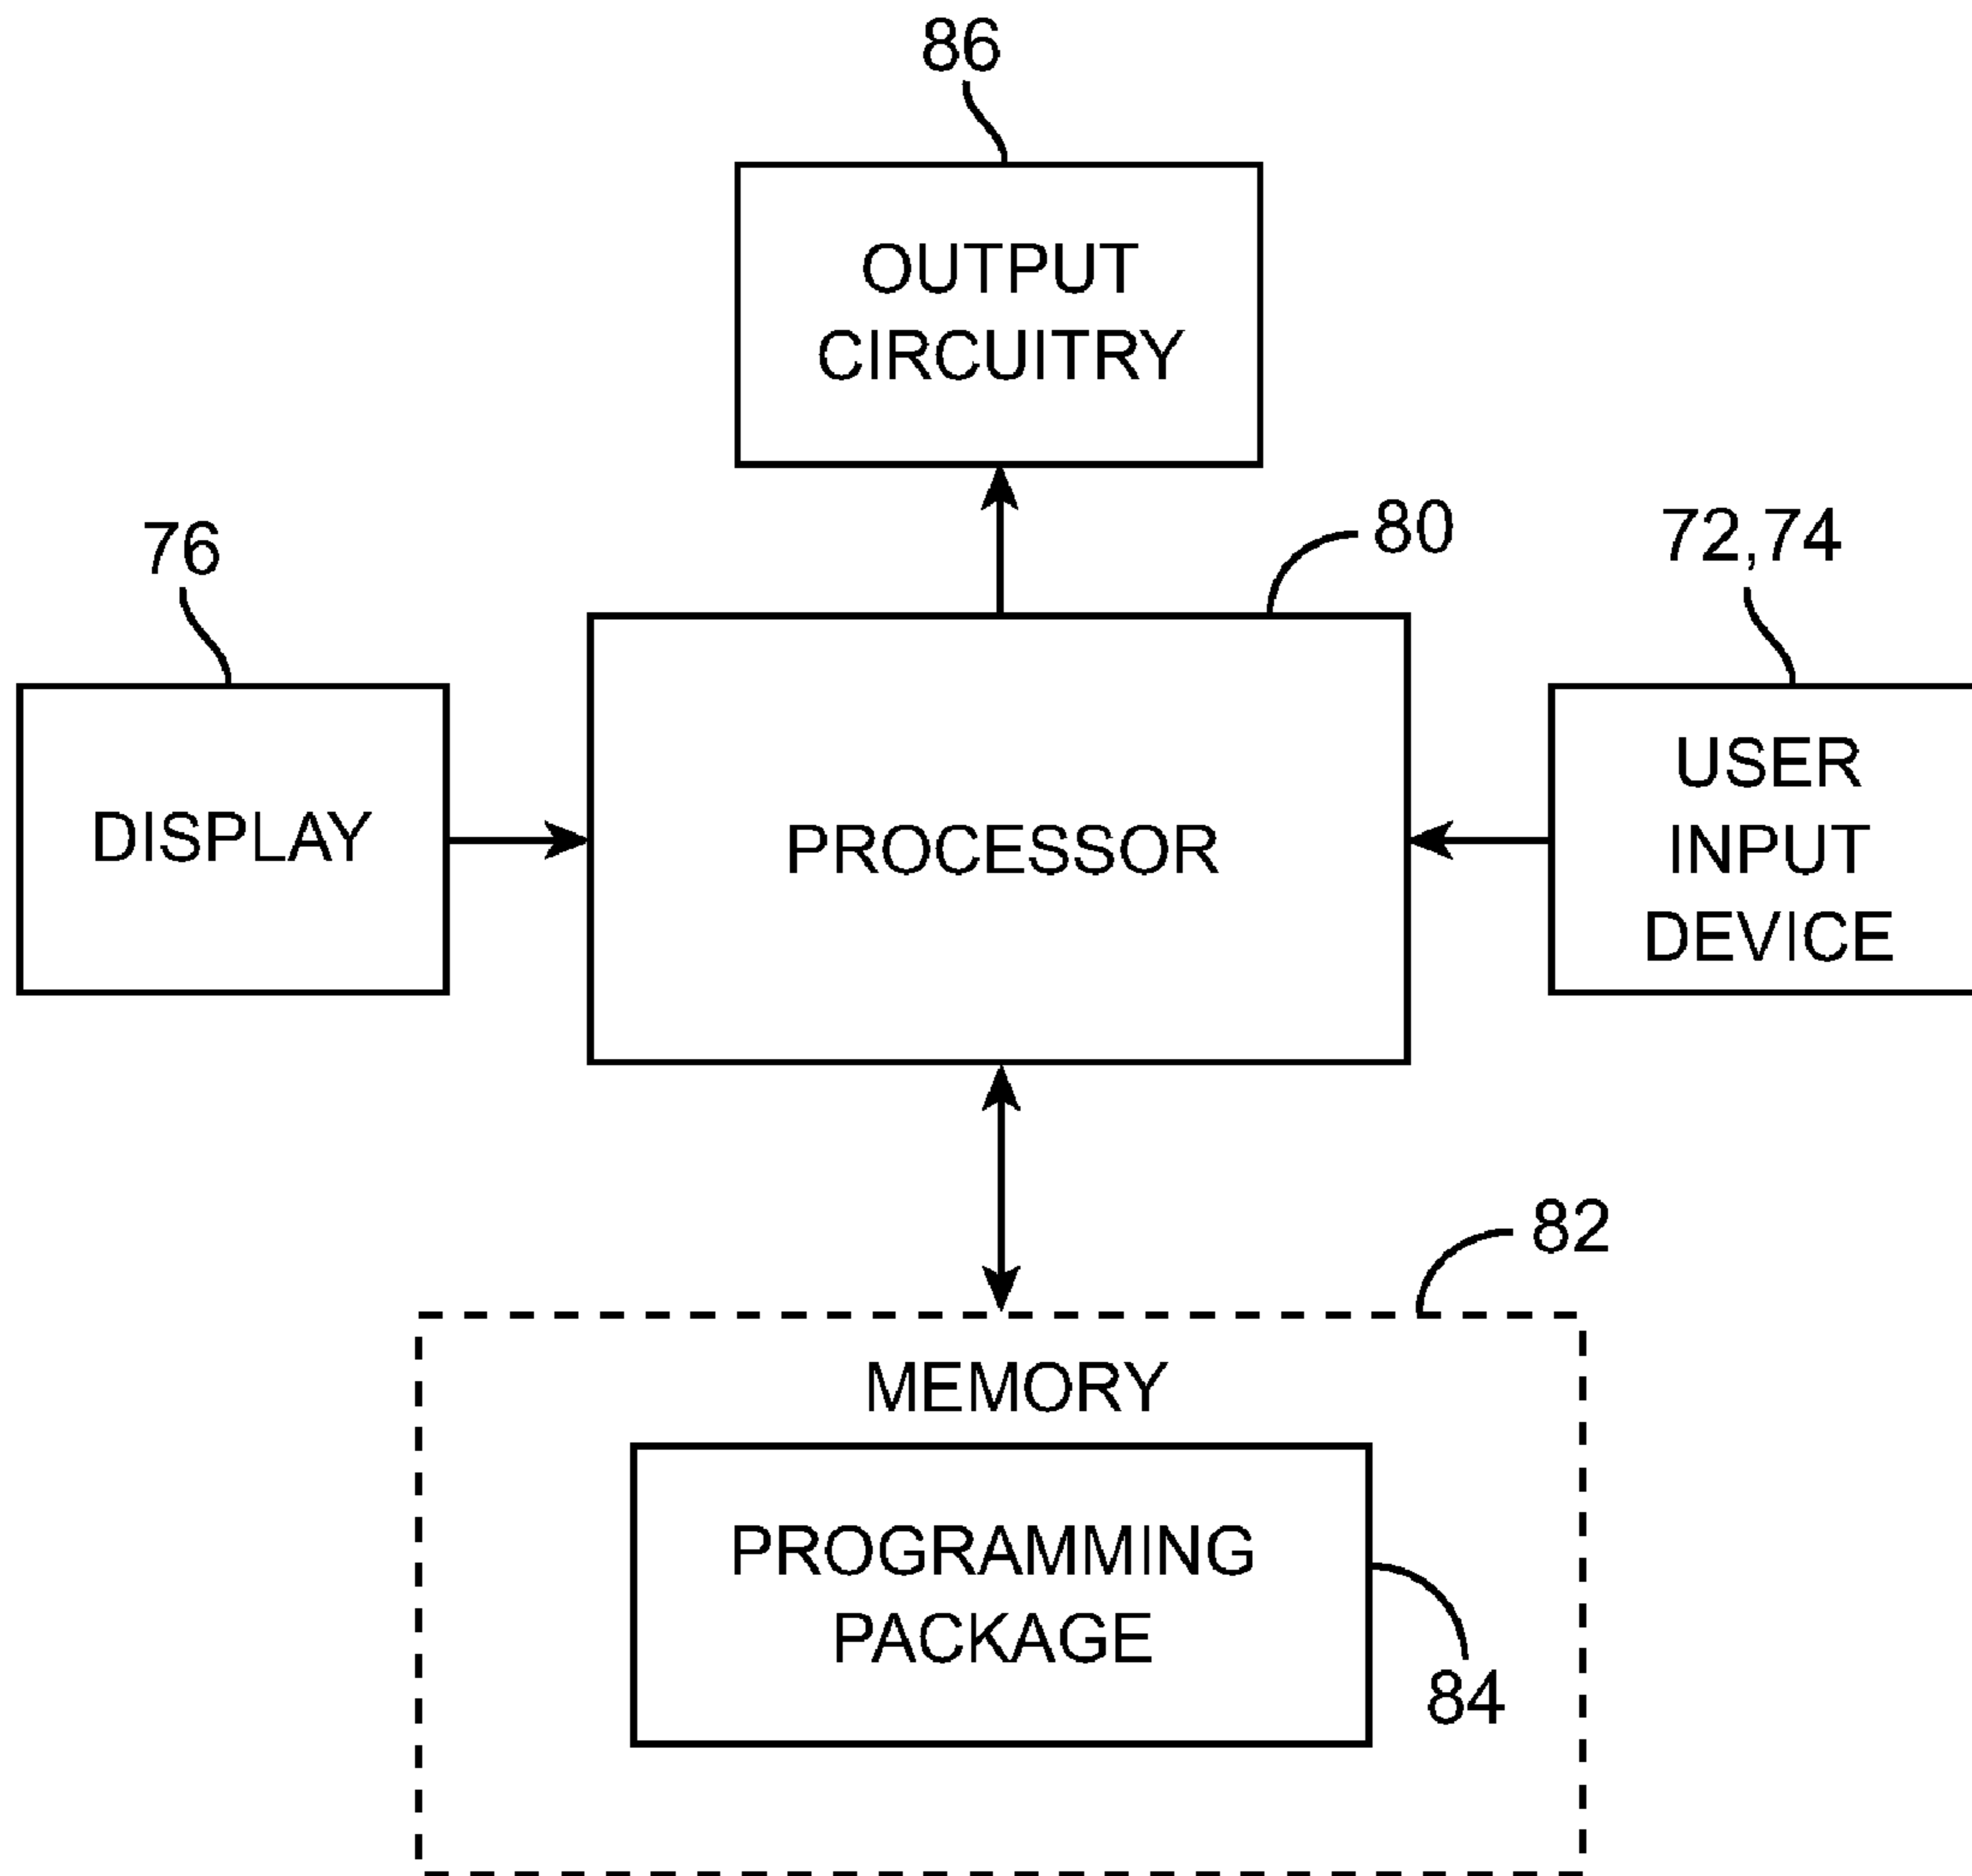 86
OUTPUT
CIRCUITRY
80
76
72,74
DISPLAY
PROCESSOR
USER
INPUT
DEVICE
82
MEMORY
PROGRAMMING
PACKAGE
84